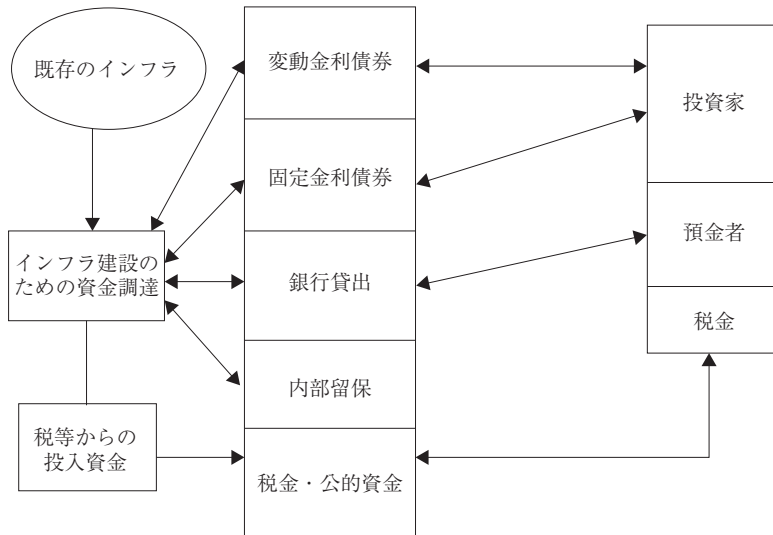 既存のインフラ
インフラ建設の
ための資金調達
税等からの
投入資金
変動金利債券
固定金利債券
銀行貸出
内部留保
税金・公的資金
投資家
預金者
税金